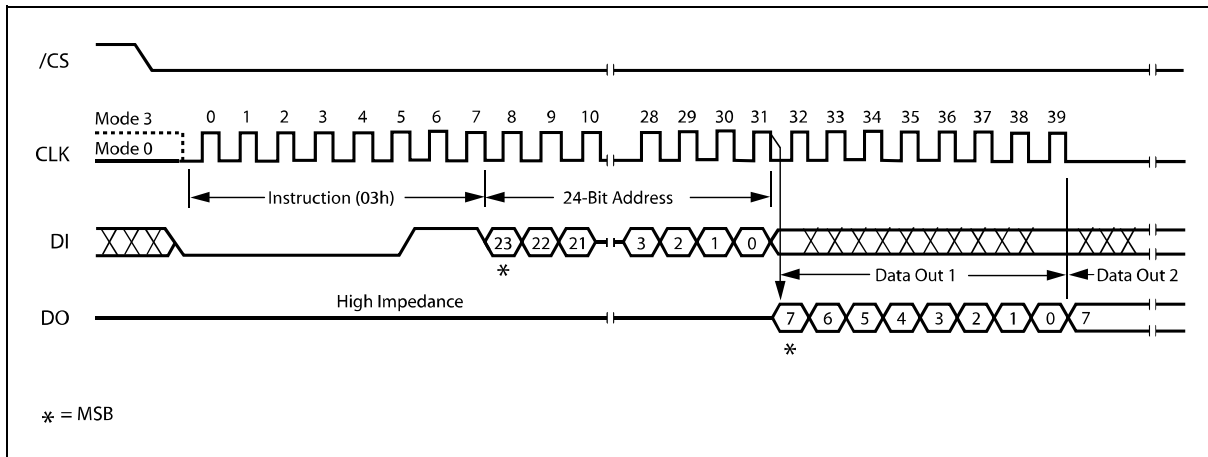 /CS
Mode 3
0 1 2 3 4 5 6 7 8 9 10 28 29 30 31 32 33 34 35 36 37 38 39
CLK
Mode 0
Instruction (03h) 24-Bit Address
DI
23 22 21 3 2 1 0
*
Data Out 1 Data Out 2
High Impedance
DO
7 6 5 4 3 2 1 0 7
*
* = MSB